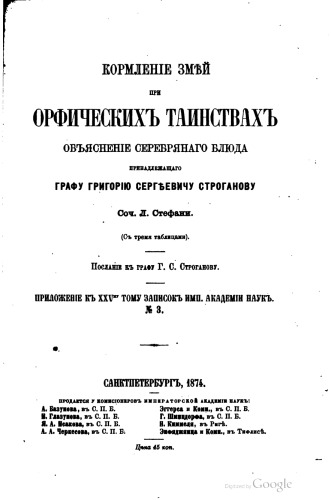 КОРМЛЕНІЕ ЗМѢЙ
ПРИ
ОРФИЧЕСКИХЪ ТАИНСТВАХЪ
ОБЪЯСНЕНІЕ СЕРЕБРЯНАГО БЛЮДА
ПРИНАДЛЕЖАЩАГО
ГРАФУ ГРИГОРІЮ СЕРГѢЕВИЧУ СТРОГАНОВУ
Соч. Л. Стефани.
(Съ тремя таблицами).
Посланіе къ графу Г. С. Строганову.
ПРИЛОЖЕНІЕ КЪ XXVму ТОМУ ЗАПИСОКЪ ИМП. АКАДЕМІИ НАУКЪ.
№ 3.
САНКТПЕТЕРБУРГЪ, 1874.
ПРОДАЕТСЯ У КОМИССІОНЕРОВЪ ИМПЕРАТОРСКОЙ АКАДЕМІИ НАУКЪ:
А. Базунова, въ С. П. Б.
И. Глазунова, въ С. П. Б.
Я. А. Исакова, въ С. П. Б.
А. А. Черкесова, въ С. П. Б.
Эггерса и Комп., въ С. П. Б.
Г. Шмицдорфа, въ С. П. Б.
Н. Киммеля, въ Ригѣ.
Энфяджянца и Комп., въ Тифлисѣ.
Цѣна 45 коп.
Digitized by Google